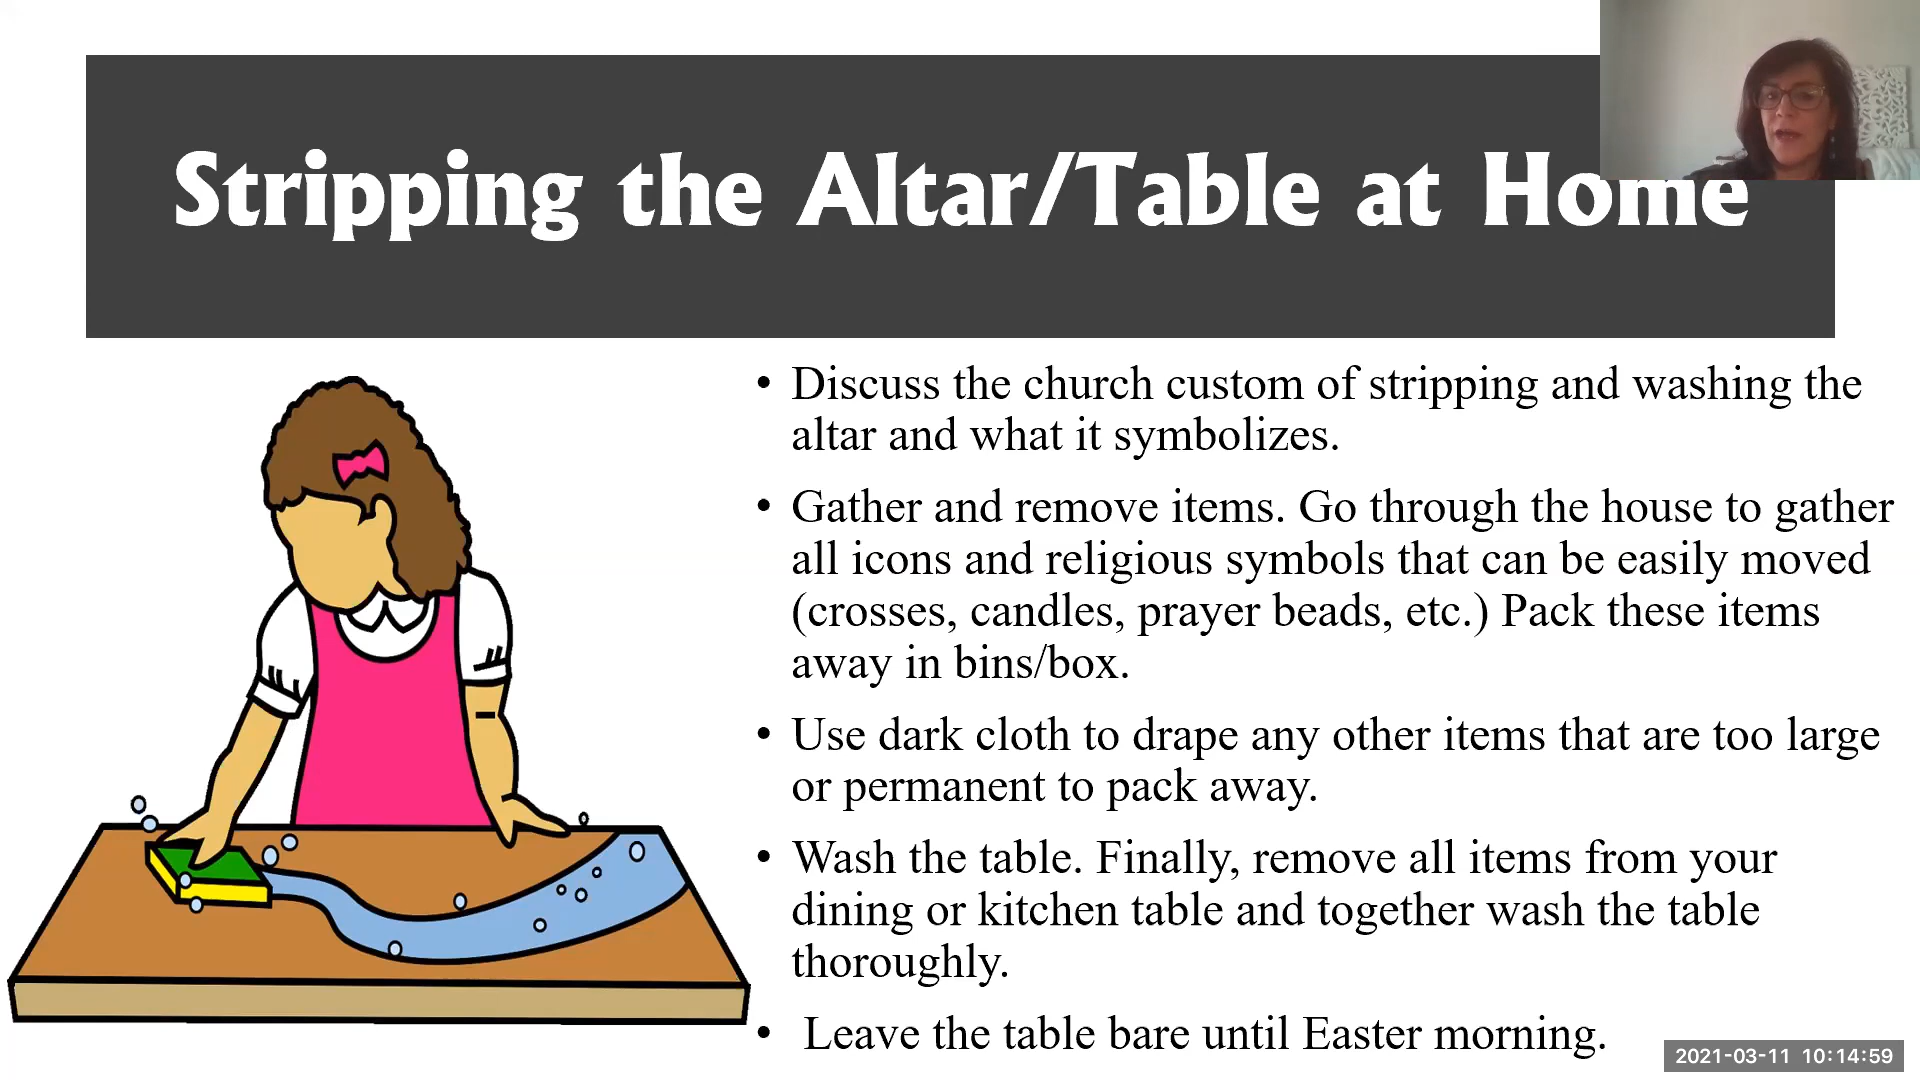 Stripping the Altar/Table at Home
• Discuss the church custom of stripping and washing the
altar and what it symbolizes.
• Gather and remove items. Go through the house to gather
all icons and religious symbols that can be easily moved
(crosses, candles, prayer beads, etc.) Pack these items
away in bins/box.
• Use dark cloth to drape any other items that are too large
or permanent to pack away.
• Wash the table. Finally, remove all items from your
dining or kitchen table and together wash the table
thoroughly.
• Leave the table bare until Easter morning.
2021-03-11 10:14:59